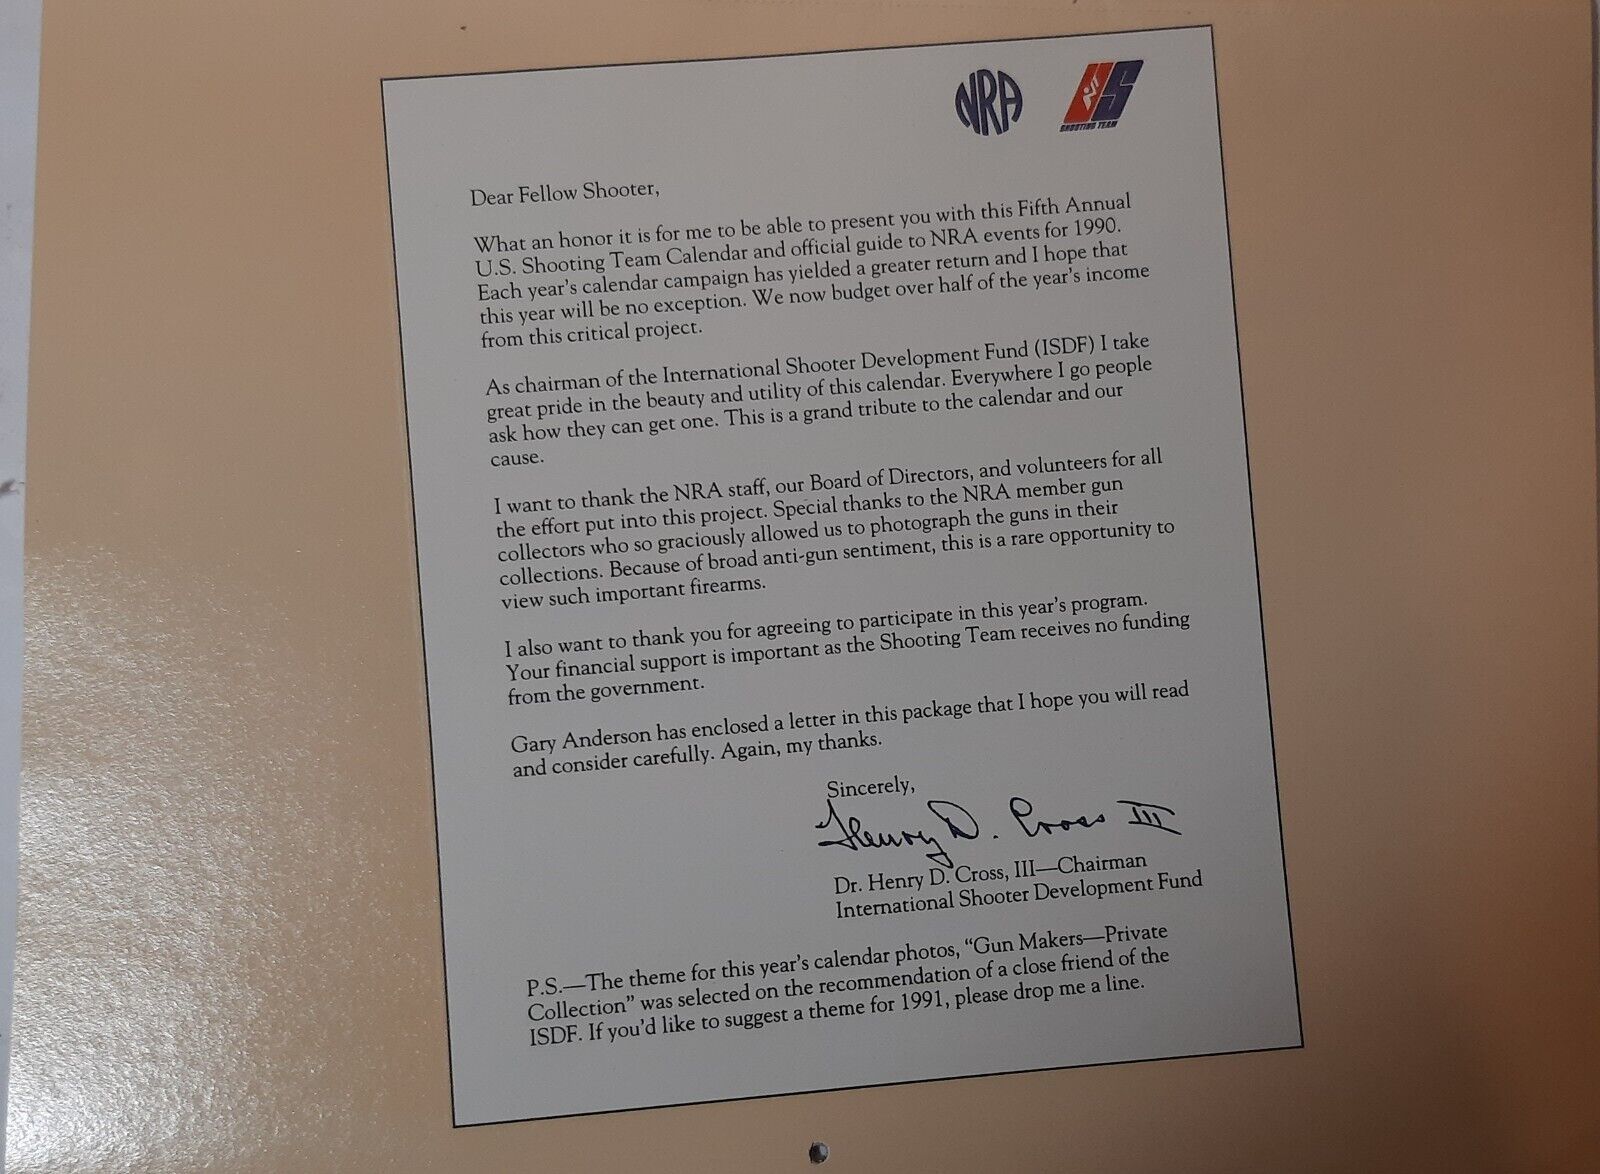 NRA
US
SHOOTING TEAM
Dear Fellow Shooter,
What an honor it is for me to be able to present you with this Fifth Annual
U.S. Shooting Team Calendar and official guide to NRA events for 1990.
Each year's calendar campaign has yielded a greater return and I hope that
this year will be no exception. We now budget over half of the year's income
from this critical project.
As chairman of the International Shooter Development Fund (ISDF) I take
great pride in the beauty and utility of this calendar. Everywhere I go people
ask how they can get one. This is a grand tribute to the calendar and our
cause.
I want to thank the NRA staff, our Board of Directors, and volunteers for all
the effort put into this project. Special thanks to the NRA member gun
collectors who so graciously allowed us to photograph the guns in their
collections. Because of broad anti-gun sentiment, this is a rare opportunity to
view such important firearms.
I also want to thank you for agreeing to participate in this year's program.
Your financial support is important as the Shooting Team receives no funding
from the government.
Gary Anderson has enclosed a letter in this package that I hope you will read
and consider carefully. Again, my thanks.
Sincerely,
Henry D. Cross III
Dr. Henry D. Cross, III—Chairman
International Shooter Development Fund
P.S.—The theme for this year's calendar photos, "Gun Makers—Private
Collection" was selected on the recommendation of a close friend of the
ISDF. If you'd like to suggest a theme for 1991, please drop me a line.